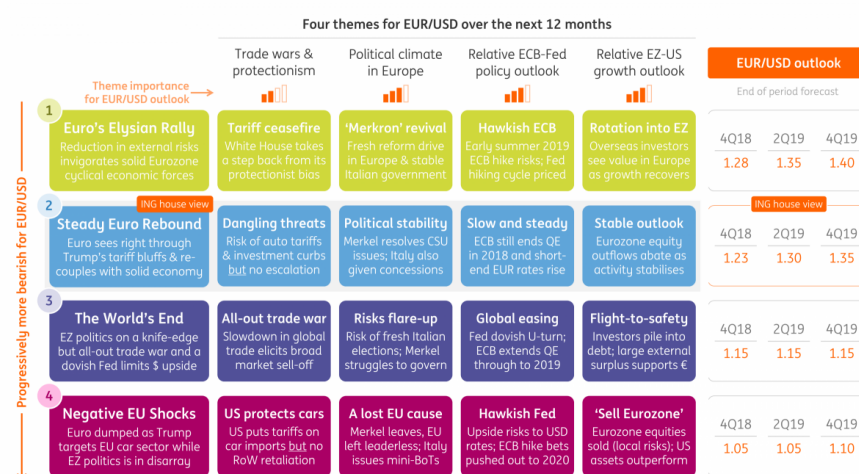 Four themes for EUR/USD over the next 12 months
Trade wars &
protectionism
Political climate
in Europe
Relative ECB-Fed
policy outlook
Relative EZ-US
growth outlook
EUR/USD outlook
Theme importance
for EUR/USD outlook
End of period forecast
Progressively more bearish for EUR/USD
1
Euro's Elysian Rally
Reduction in external risks
invigorates solid Eurozone
cyclical economic forces
Tariff ceasefire
White House takes
a step back from its
protectionist bias
'Merkron' revival
Fresh reform drive
in Europe & stable
Italian government
Hawkish ECB
Early summer 2019
ECB hike risks; Fed
hiking cycle priced
Rotation into EZ
Overseas investors
see value in Europe
as growth recovers
4Q18 2Q19 4Q19
1.28 1.35 1.40
2
ING house view
Steady Euro Rebound
Euro sees right through
Trump's tariff bluffs & re-
couples with solid economy
Dangling threats
Risk of auto tariffs
& investment curbs
but no escalation
Political stability
Merkel resolves CSU
issues; Italy also
given concessions
Slow and steady
ECB still ends QE
in 2018 and short-
end EUR rates rise
Stable outlook
Eurozone equity
outflows abate as
activity stabilises
ING house view
4Q18 2Q19 4Q19
1.23 1.30 1.35
3
The World's End
EZ politics on a knife-edge
but all-out trade war and a
dovish Fed limits $ upside
All-out trade war
Slowdown in global
trade elicits broad
market sell-off
Risks flare-up
Risk of fresh Italian
elections; Merkel
struggles to govern
Global easing
Fed dovish U-turn;
ECB extends QE
through to 2019
Flight-to-safety
Investors pile into
debt; large external
surplus supports €
4Q18 2Q19 4Q19
1.15 1.15 1.15
4
Negative EU Shocks
Euro dumped as Trump
targets EU car sector while
EZ politics is in disarray
US protects cars
US puts tariffs on
car imports but no
RoW retaliation
A lost EU cause
Merkel leaves, EU
left leaderless; Italy
issues mini-BoTs
Hawkish Fed
Upside risks to USD
rates; ECB hike bets
pushed out to 2020
'Sell Eurozone'
Eurozone equities
sold (local risks); US
assets outperform
4Q18 2Q19 4Q19
1.05 1.05 1.10